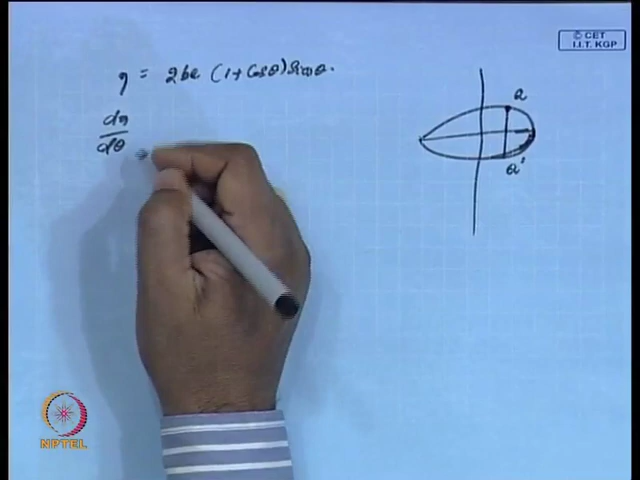 η = 2be (1+Cosθ) Sinθ.
dη
dθ
a
a'
© CET
I.I.T. KGP
NPTEL